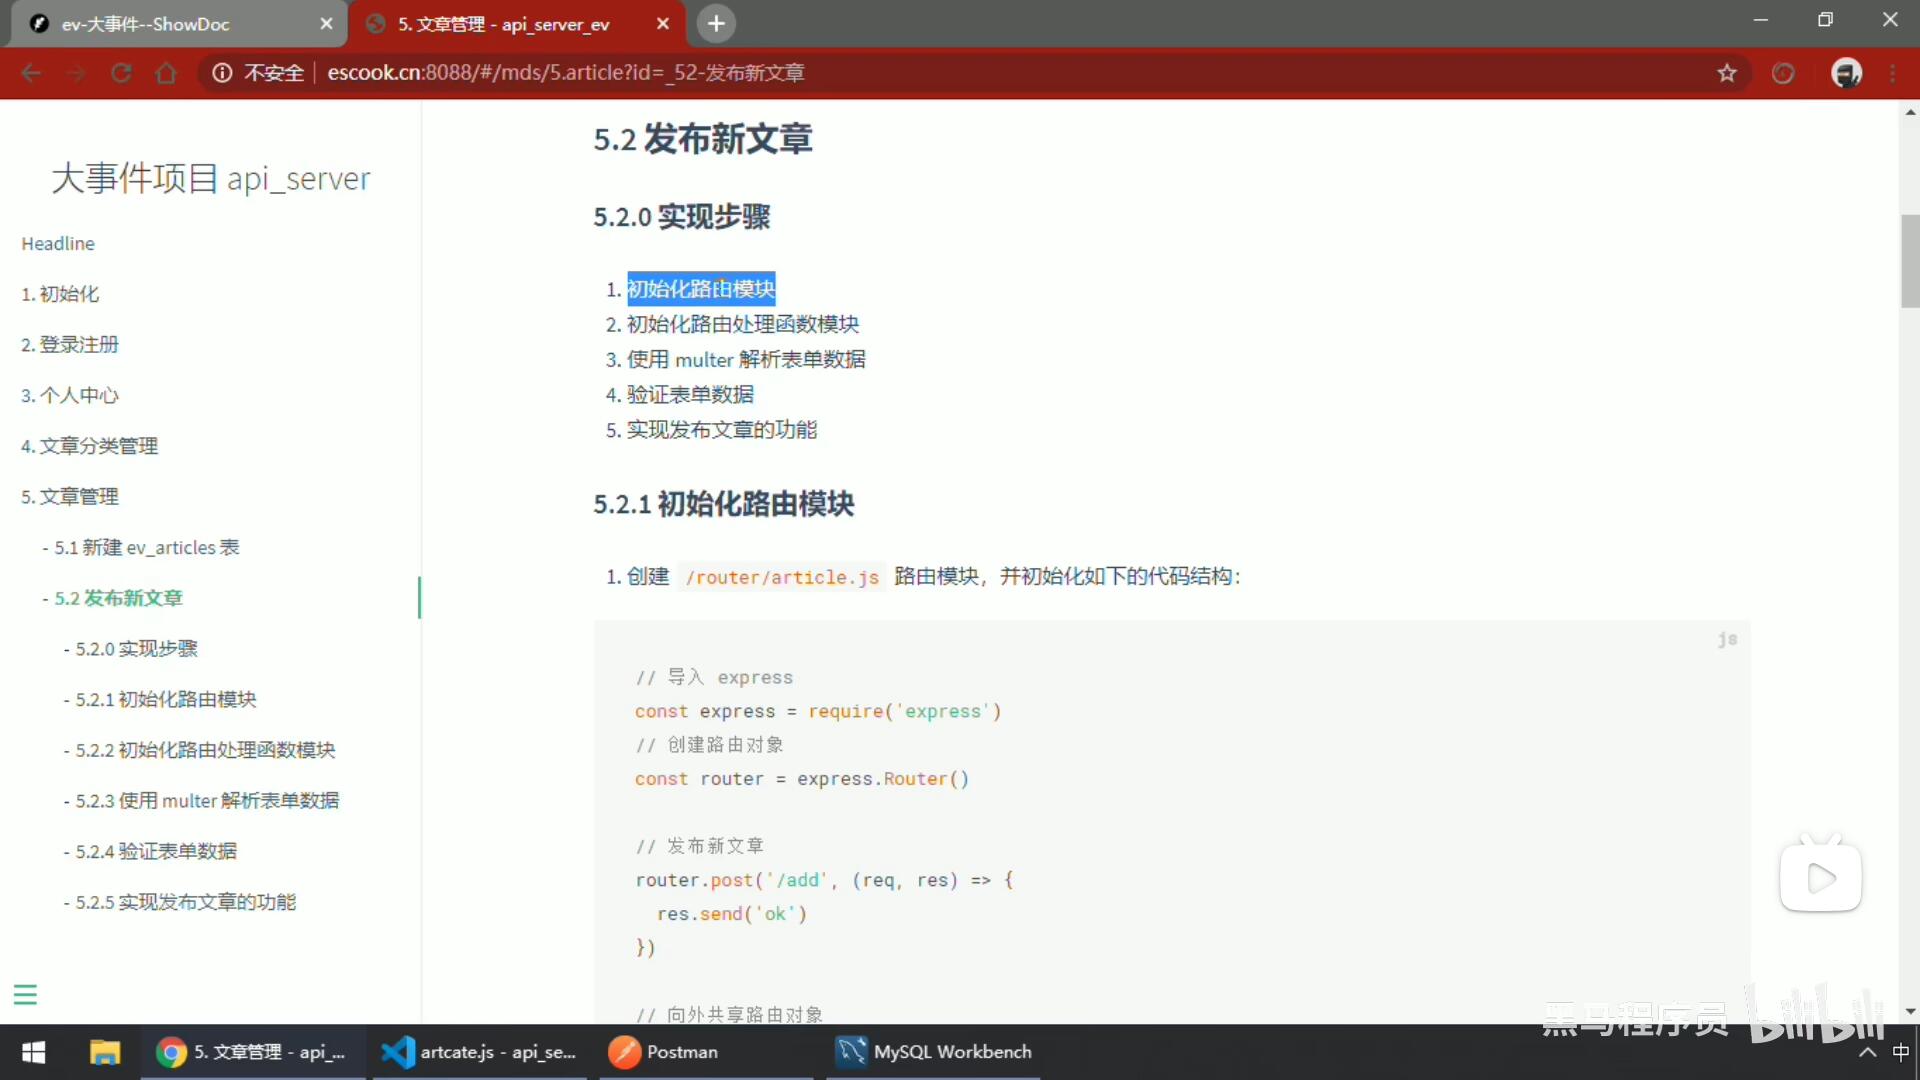 ev-大事件--ShowDoc
5. 文章管理 - api_server_ev
不安全
escook.cn:8088/#/mds/5.article?id=_52-发布新文章
大事件项目 api_server
Headline
1. 初始化
2. 登录注册
3. 个人中心
4. 文章分类管理
5. 文章管理
- 5.1 新建 ev_articles 表
- 5.2 发布新文章
- 5.2.0 实现步骤
- 5.2.1 初始化路由模块
- 5.2.2 初始化路由处理函数模块
- 5.2.3 使用 multer 解析表单数据
- 5.2.4 验证表单数据
- 5.2.5 实现发布文章的功能
5.2 发布新文章
5.2.0 实现步骤
1. 初始化路由模块
2. 初始化路由处理函数模块
3. 使用 multer 解析表单数据
4. 验证表单数据
5. 实现发布文章的功能
5.2.1 初始化路由模块
1. 创建 /router/article.js 路由模块，并初始化如下的代码结构：
js
// 导入 express
const express = require('express')
// 创建路由对象
const router = express.Router()
// 发布新文章
router.post('/add', (req, res) => {
res.send('ok')
})
// 向外共享路由对象
黑马程序员 bilibili
5. 文章管理 - api_...
artcate.js - api_se...
Postman
MySQL Workbench
中